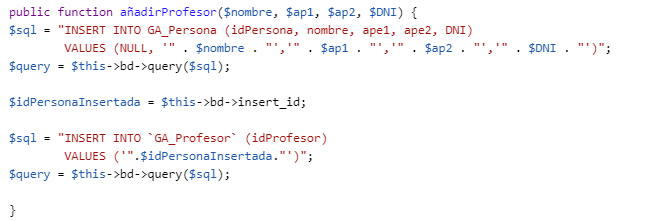 public function añadirProfesor($nombre, $ap1, $ap2, $DNI) {
$sql = "INSERT INTO GA_Persona (idPersona, nombre, ape1, ape2, DNI)
VALUES (NULL, '" . $nombre . "','" . $ap1 . "','" . $ap2 . "','" . $DNI . "')";
$query = $this->bd->query($sql);
$idPersonaInsertada = $this->bd->insert_id;
$sql = "INSERT INTO `GA_Profesor` (idProfesor)
VALUES ('".$idPersonaInsertada."')";
$query = $this->bd->query($sql);
}